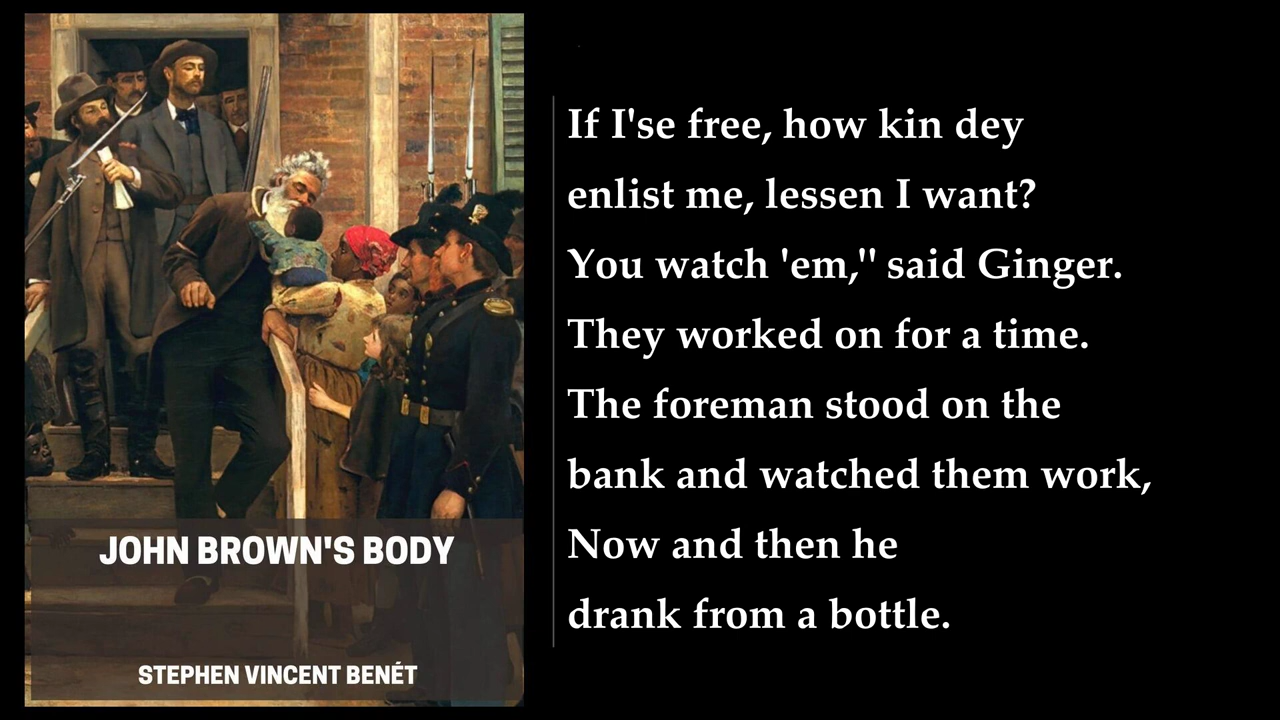 JOHN BROWN'S BODY
STEPHEN VINCENT BENÉT
If I'se free, how kin dey
enlist me, lessen I want?
You watch 'em,'' said Ginger.
They worked on for a time.
The foreman stood on the
bank and watched them work,
Now and then he
drank from a bottle.